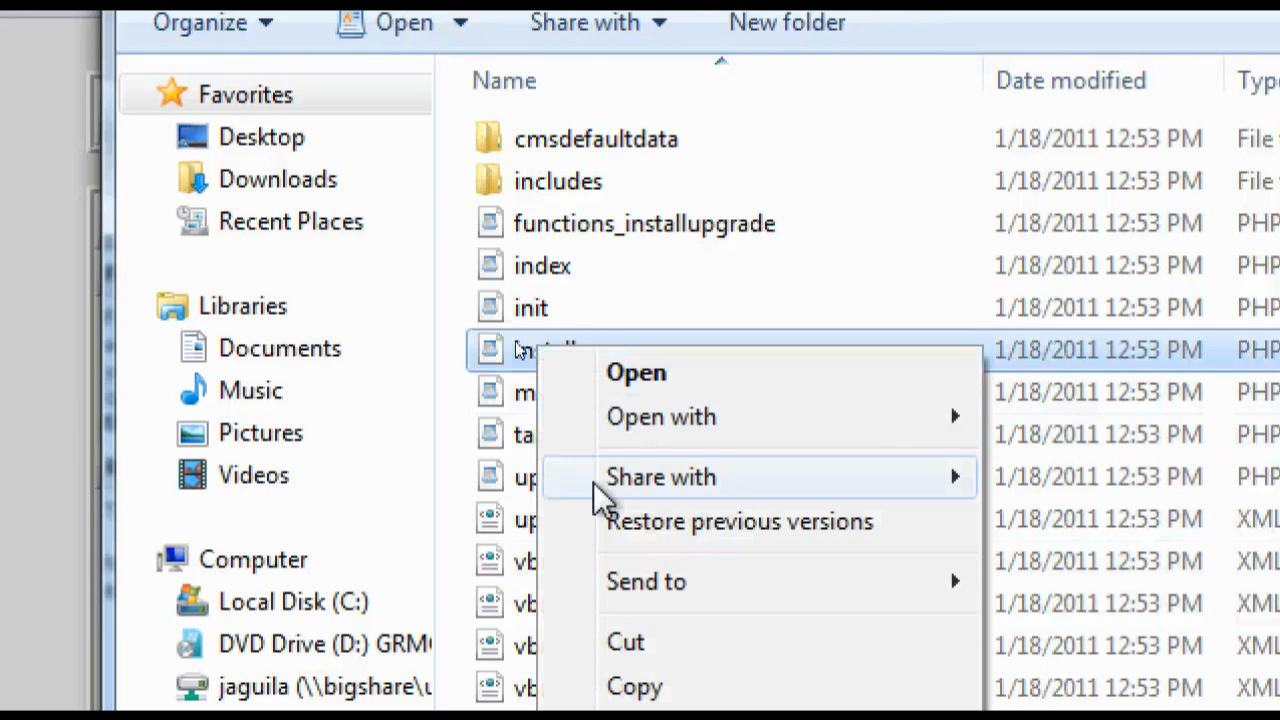 Organize Open Share with New folder
Name Date modified
Favorites
cmsdefaultdata 1/18/2011 12:53 PM File
Desktop
includes 1/18/2011 12:53 PM File
Downloads
functions_installupgrade 1/18/2011 12:53 PM PHP
Recent Places
index 1/18/2011 12:53 PM PHP
init 1/18/2011 12:53 PM PHP
Libraries
install 1/18/2011 12:53 PM PHP
Documents
Open
1/18/2011 12:53 PM PHP
Music
Open with
1/18/2011 12:53 PM PHP
Pictures
Share with
1/18/2011 12:53 PM PHP
Videos
up 1/18/2011 12:53 PM XML
Restore previous versions
Computer
vb 1/18/2011 12:53 PM XML
Send to
Local Disk (C:)
vb 1/18/2011 12:53 PM XML
Cut
DVD Drive (D:) GRM
vb 1/18/2011 12:53 PM XML
Copy
jaguila (\\bigshare\u
vb 1/18/2011 12:53 PM XML